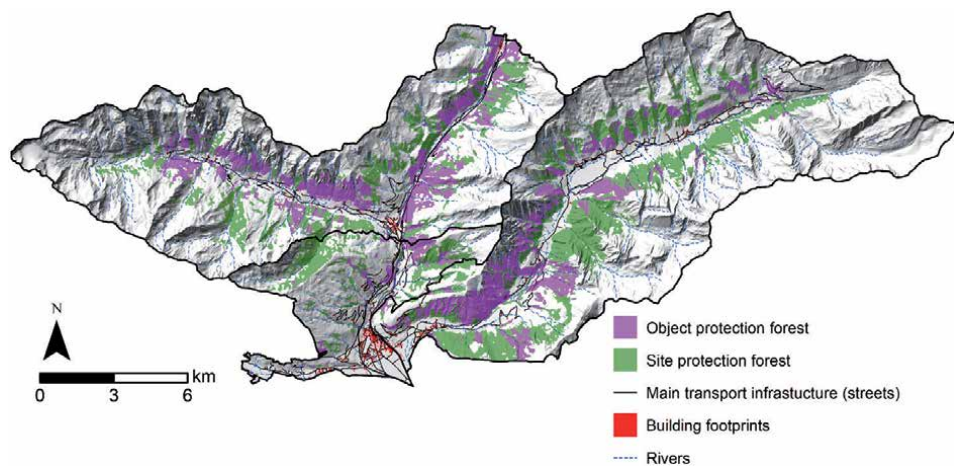 N
km
0 3 6
Object protection forest
Site protection forest
Main transport infrastucture (streets)
Building footprints
Rivers